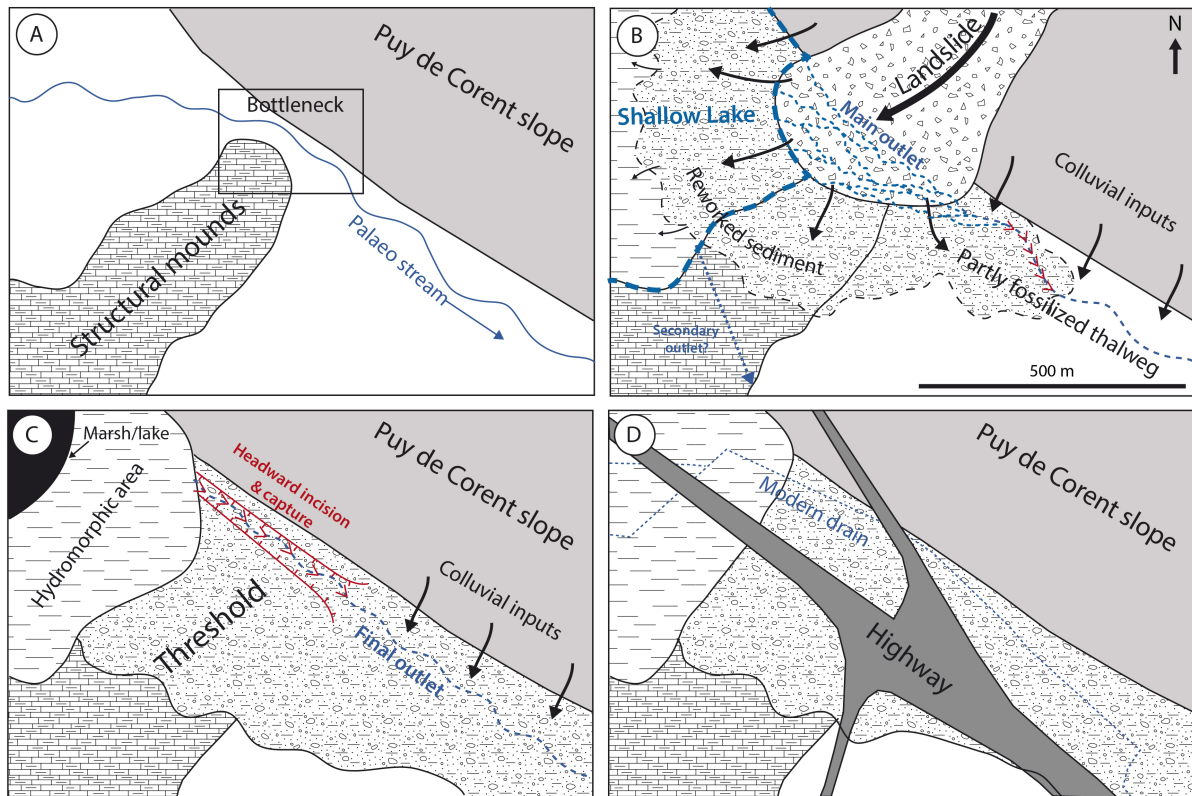 A
Puy de Corent slope
Bottleneck
Structural mounds
Palaeo stream
B
N
Landslide
Main outlet
Shallow Lake
Colluvial inputs
Reworked sediment
Partly fossilized thalweg
Secondary
outlet?
500 m
C
Marsh/lake
Puy de Corent slope
Headward incision
& capture
Hydromorphic area
Colluvial inputs
Threshold
Final outlet
D
Puy de Corent slope
Modern drain
Highway